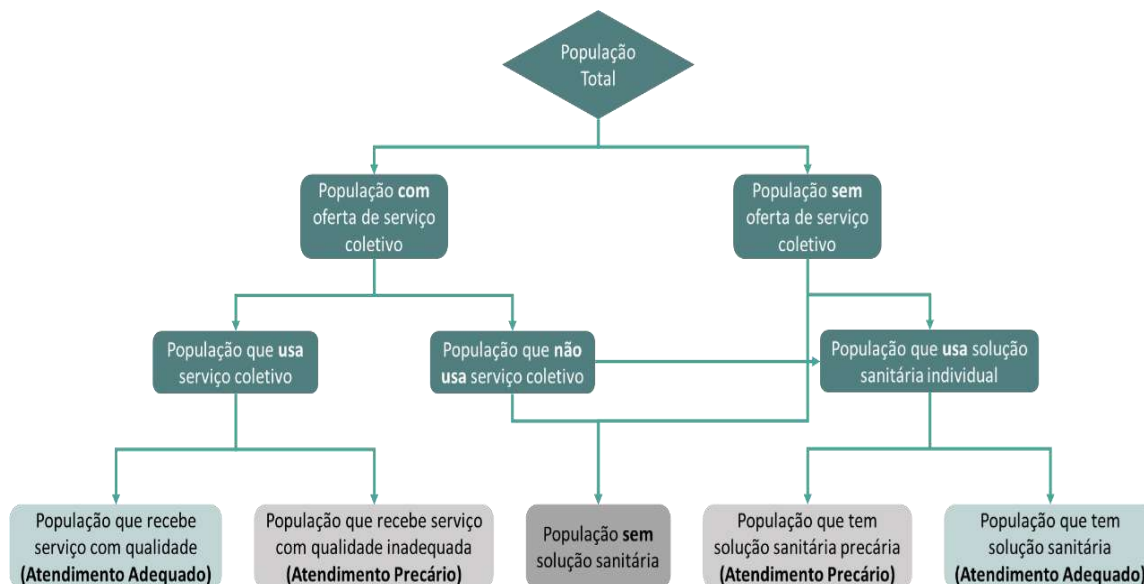 População
Total
População com
oferta de serviço
coletivo
População sem
oferta de serviço
coletivo
População que usa
serviço coletivo
População que não
usa serviço coletivo
População que usa solução
sanitária individual
População que recebe
serviço com qualidade
(Atendimento Adequado)
População que recebe serviço
com qualidade inadequada
(Atendimento Precário)
População sem
solução sanitária
População que tem
solução sanitária precária
(Atendimento Precário)
População que tem
solução sanitária
(Atendimento Adequado)